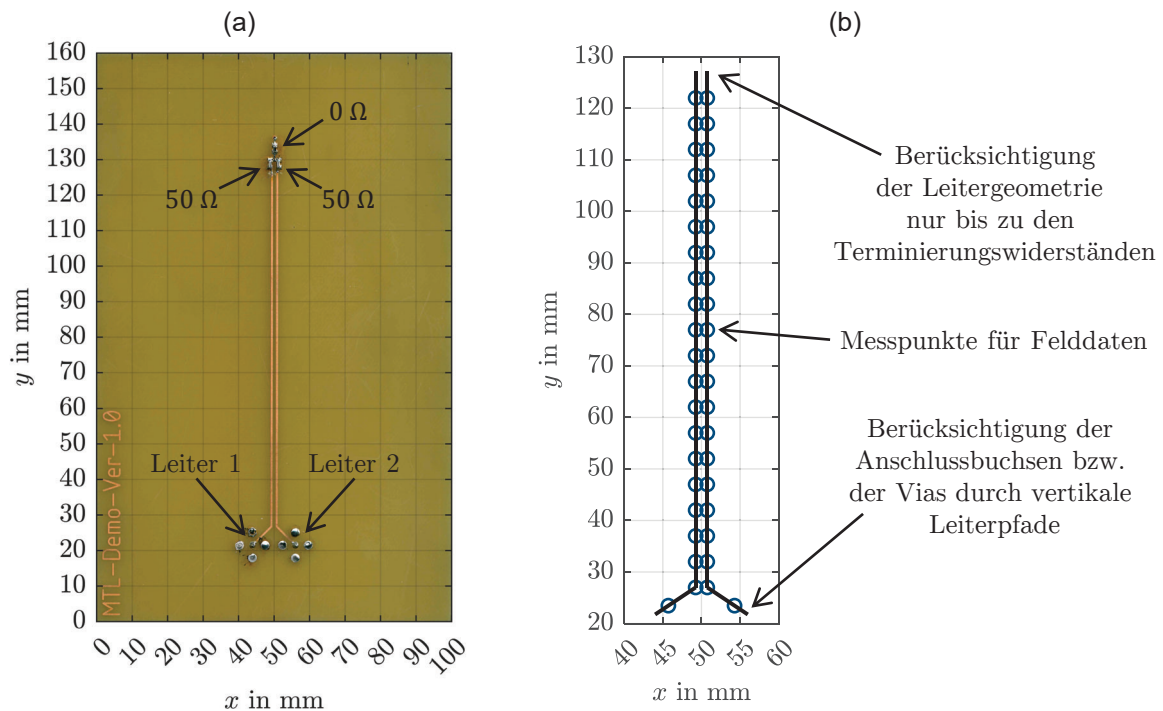 (a)
160
150
140
130
120
110
100
90
80
70
60
50
40
30
20
10
0
y in mm
0 Ω
50 Ω
50 Ω
Leiter 1
Leiter 2
MTL-Demo-Ver-1.0
0
10
20
30
40
50
60
70
80
90
100
x in mm
(b)
130
120
110
100
90
80
70
60
50
40
30
20
y in mm
Berücksichtigung
der Leitergeometrie
nur bis zu den
Terminierungswiderständen
Messpunkte für Felddaten
Berücksichtigung der
Anschlussbuchsen bzw.
der Vias durch vertikale
Leiterpfade
40
45
50
55
60
x in mm